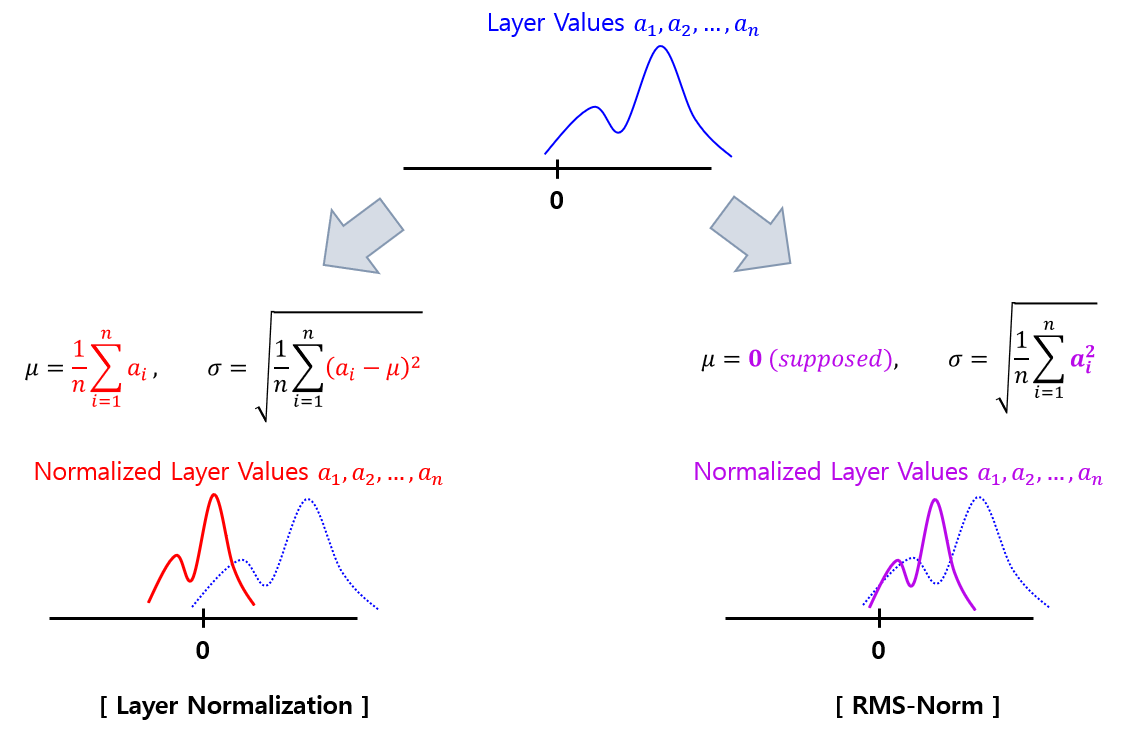 Layer Values a₁, a₂, …, aₙ
0
μ = 1/n ∑ᵢ₌₁ⁿ aᵢ ,
σ = √(1/n ∑ᵢ₌₁ⁿ (aᵢ − μ)²)
μ = 0 (supposed),
σ = √(1/n ∑ᵢ₌₁ⁿ aᵢ²)
Normalized Layer Values a₁, a₂, …, aₙ
0
[ Layer Normalization ]
Normalized Layer Values a₁, a₂, …, aₙ
0
[ RMS-Norm ]